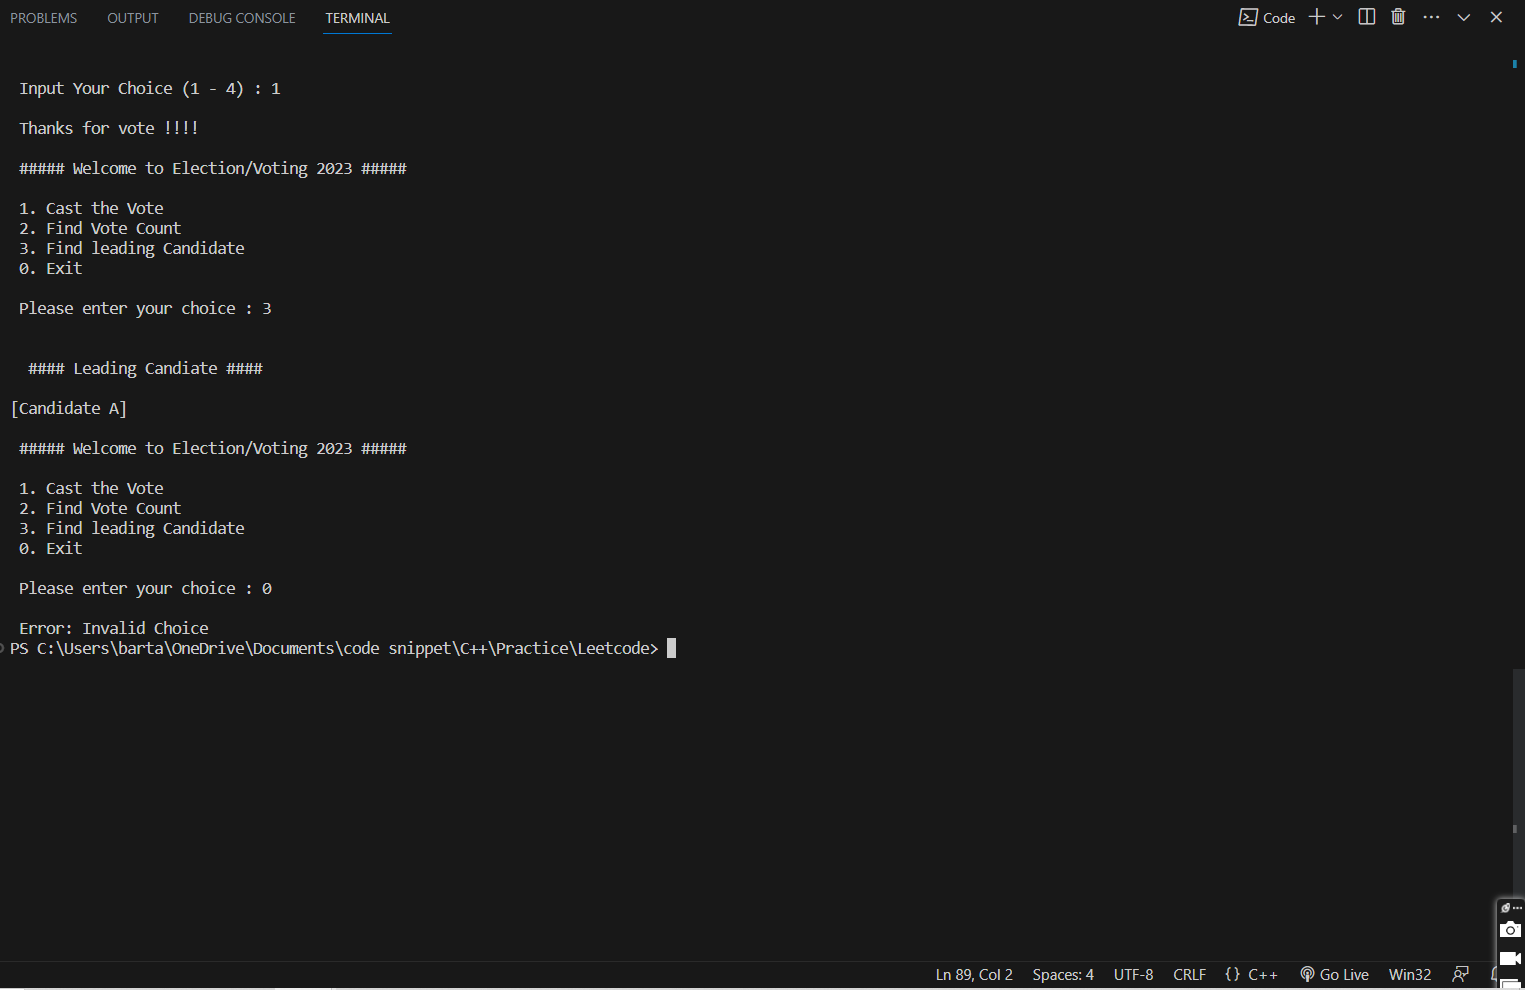 PROBLEMS OUTPUT DEBUG CONSOLE TERMINAL Code
Input Your Choice (1 - 4) : 1
Thanks for vote !!!!
##### Welcome to Election/Voting 2023 #####
1. Cast the Vote
2. Find Vote Count
3. Find leading Candidate
0. Exit
Please enter your choice : 3
#### Leading Candiate ####
[Candidate A]
##### Welcome to Election/Voting 2023 #####
1. Cast the Vote
2. Find Vote Count
3. Find leading Candidate
0. Exit
Please enter your choice : 0
Error: Invalid Choice
PS C:\Users\barta\OneDrive\Documents\code snippet\C++\Practice\Leetcode>
Ln 89, Col 2 Spaces: 4 UTF-8 CRLF {} C++ Go Live Win32